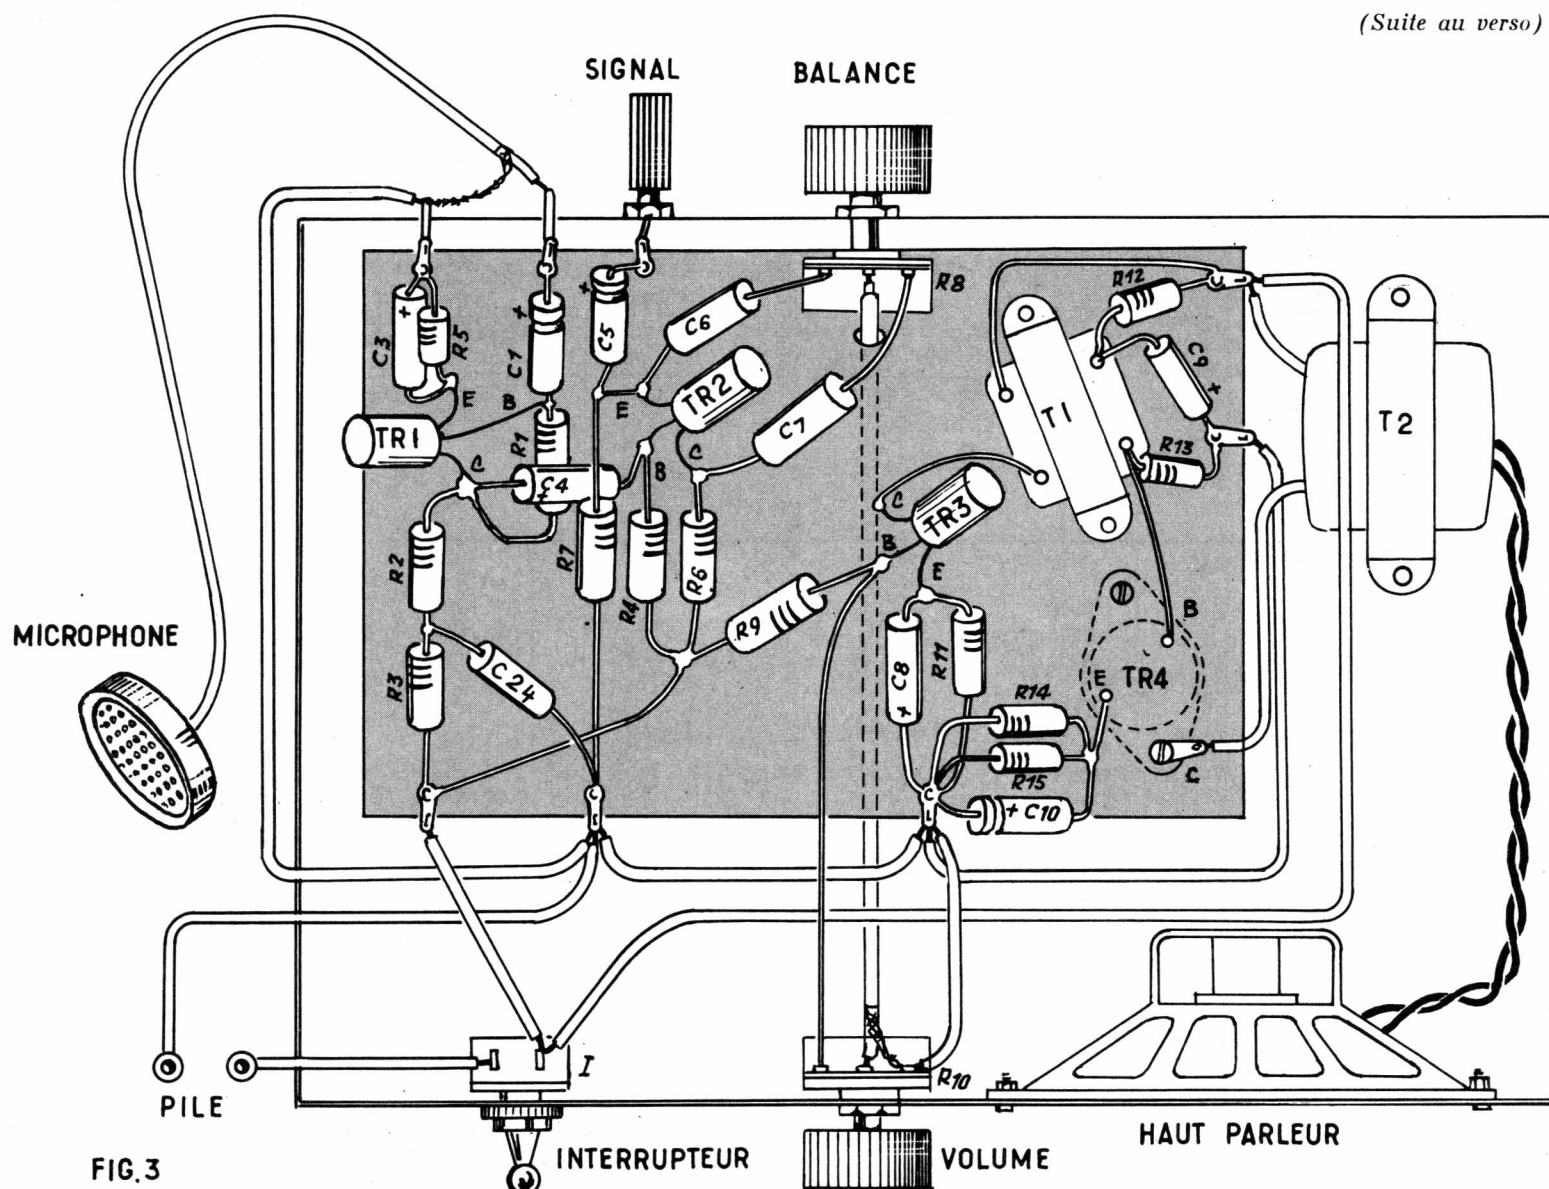 (Suite au verso)
SIGNAL
BALANCE
R8
R12
C3
+
R5
+
C1
+
C5
C6
TR2
C7
T1
C9
+
T2
E
B
E
TR1
R1
C
C4
B
C
R13
C
TR3
B
E
R2
R7
R4
R6
R9
B
MICROPHONE
R3
C24
C8
+
R11
E
TR4
R14
R15
C
+ C10
I
R10
PILE
INTERRUPTEUR
VOLUME
HAUT PARLEUR
FIG.3